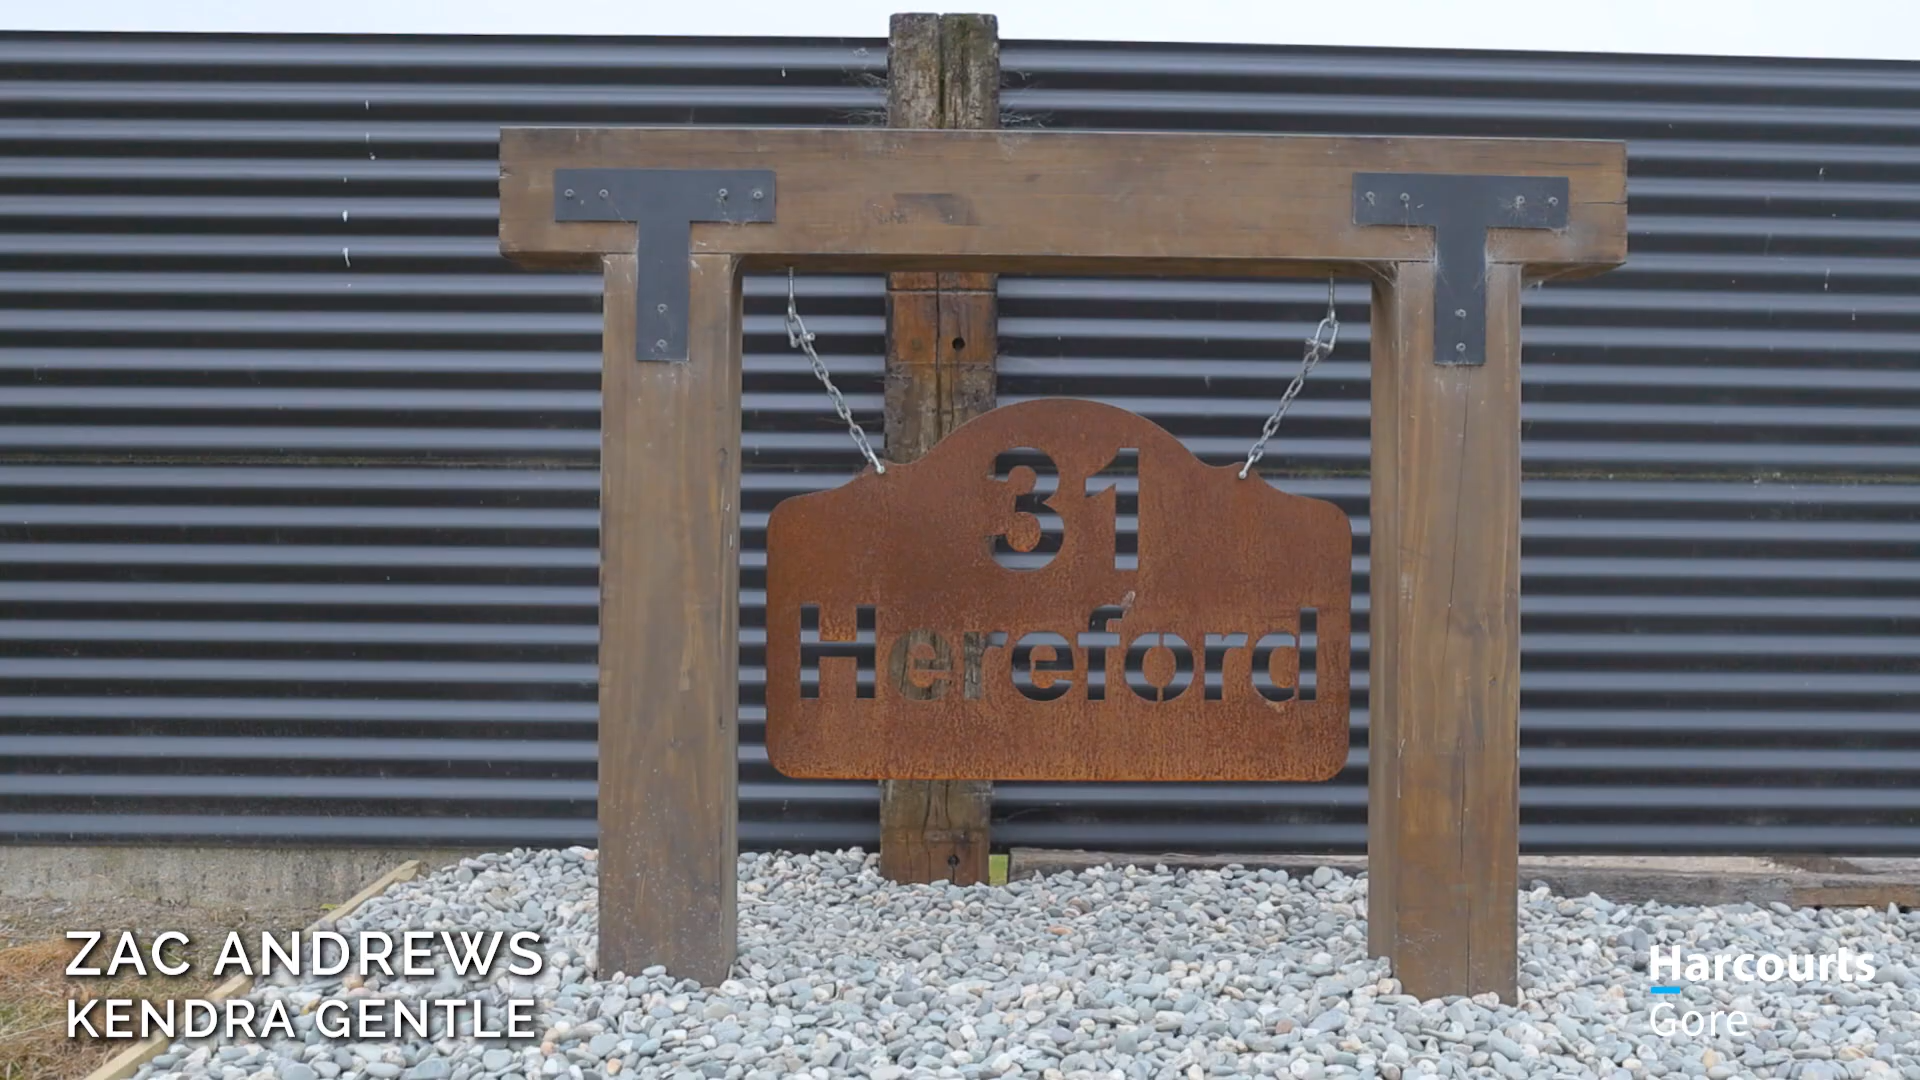 31
Hereford
ZAC ANDREWS
KENDRA GENTLE
Harcourts
Gore